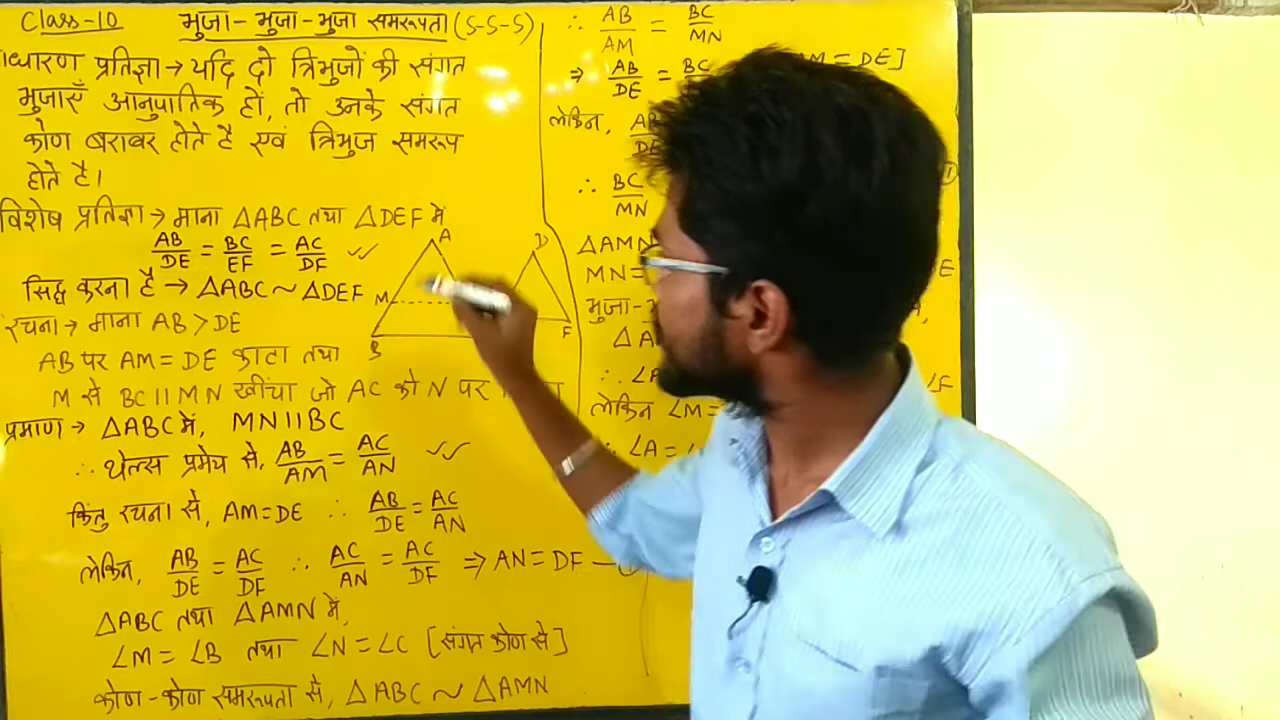 Class-10 भुजा-भुजा-भुजा समरूपता (S-S-S)
साधारण प्रतिज्ञा → यदि दो त्रिभुजों की संगत
भुजाएँ आनुपातिक हों, तो उनके संगत
कोण बराबर होते है एवं त्रिभुज समरूप
होते है।
विशेष प्रतिज्ञा → माना △ABC तथा △DEF में
AB/DE = BC/EF = AC/DF
सिद्ध करना है → △ABC ~ △DEF
रचना → माना AB > DE
AB पर AM = DE काटा तथा
M से BC || MN खींचा जो AC को N पर
प्रमाण → △ABC में, MN || BC
∴ थेल्स प्रमेय से, AB/AM = AC/AN
किंतु रचना से, AM = DE ∴ AB/DE = AC/AN
लेकिन, AB/DE = AC/DF ∴ AC/AN = AC/DF ⇒ AN = DF
△ABC तथा △AMN में,
∠M = ∠B तथा ∠N = ∠C [संगत कोण से]
कोण-कोण समरूपता से, △ABC ~ △AMN
A
M
B
D
F
∴ AB/AM = BC/MN
⇒ AB/DE = BC/ M = DE]
लेकिन, AB/DE
∴ BC/MN
△AMN
MN = E
भुजा-
△A
∴ ∠A ∠F
लेकिन ∠M =
∴ ∠A =